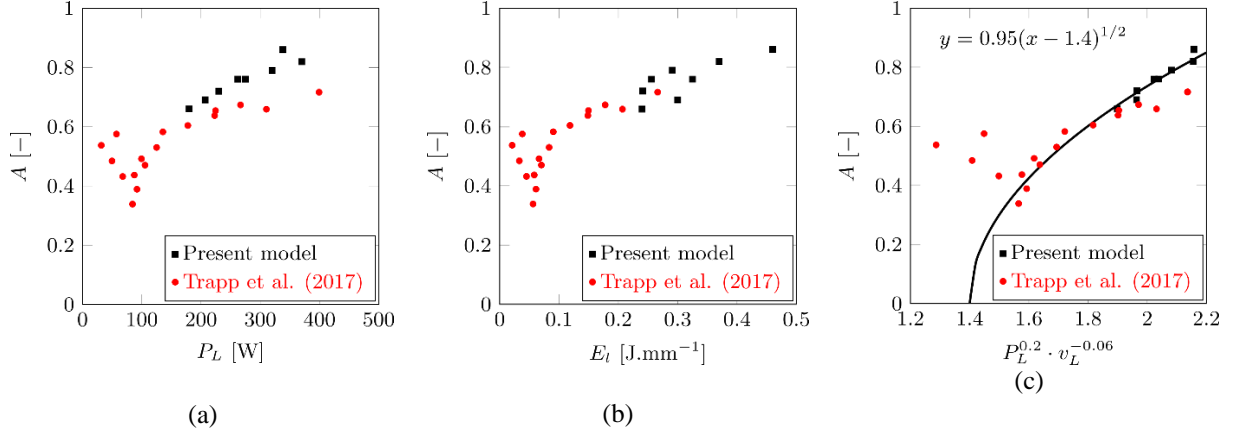 1
0.8
0.6
0.4
0.2
0
A [−]
Present model
Trapp et al. (2017)
0 100 200 300 400 500
P_L [W]
(a)
1
0.8
0.6
0.4
0.2
0
A [−]
Present model
Trapp et al. (2017)
0 0.1 0.2 0.3 0.4 0.5
E_l [J.mm⁻¹]
(b)
1
0.8
0.6
0.4
0.2
0
A [−]
y = 0.95(x − 1.4)^{1/2}
Present model
Trapp et al. (2017)
1.2 1.4 1.6 1.8 2 2.2
P_L^{0.2} · v_L^{−0.06}
(c)